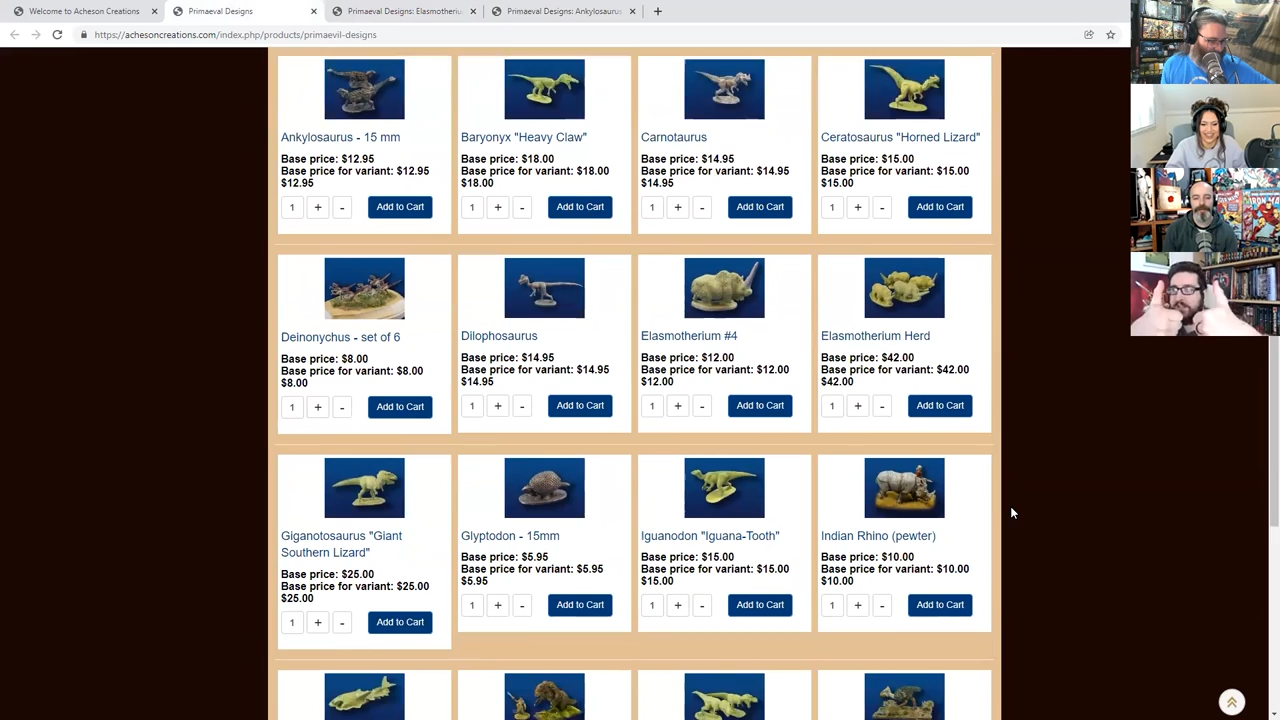 Welcome to Acheson Creations
Primaeval Designs
Primaeval Designs: Elasmotheriu
Primaeval Designs: Ankylosaurus
https://achesoncreations.com/index.php/products/primaevil-designs
Ankylosaurus - 15 mm
Base price: $12.95
Base price for variant: $12.95
$12.95
1 + - Add to Cart
Baryonyx "Heavy Claw"
Base price: $18.00
Base price for variant: $18.00
$18.00
1 + - Add to Cart
Carnotaurus
Base price: $14.95
Base price for variant: $14.95
$14.95
1 + - Add to Cart
Ceratosaurus "Horned Lizard"
Base price: $15.00
Base price for variant: $15.00
$15.00
1 + - Add to Cart
Deinonychus - set of 6
Base price: $8.00
Base price for variant: $8.00
$8.00
1 + - Add to Cart
Dilophosaurus
Base price: $14.95
Base price for variant: $14.95
$14.95
1 + - Add to Cart
Elasmotherium #4
Base price: $12.00
Base price for variant: $12.00
$12.00
1 + - Add to Cart
Elasmotherium Herd
Base price: $42.00
Base price for variant: $42.00
$42.00
1 + - Add to Cart
Giganotosaurus "Giant
Southern Lizard"
Base price: $25.00
Base price for variant: $25.00
$25.00
1 + - Add to Cart
Glyptodon - 15mm
Base price: $5.95
Base price for variant: $5.95
$5.95
1 + - Add to Cart
Iguanodon "Iguana-Tooth"
Base price: $15.00
Base price for variant: $15.00
$15.00
1 + - Add to Cart
Indian Rhino (pewter)
Base price: $10.00
Base price for variant: $10.00
$10.00
1 + - Add to Cart